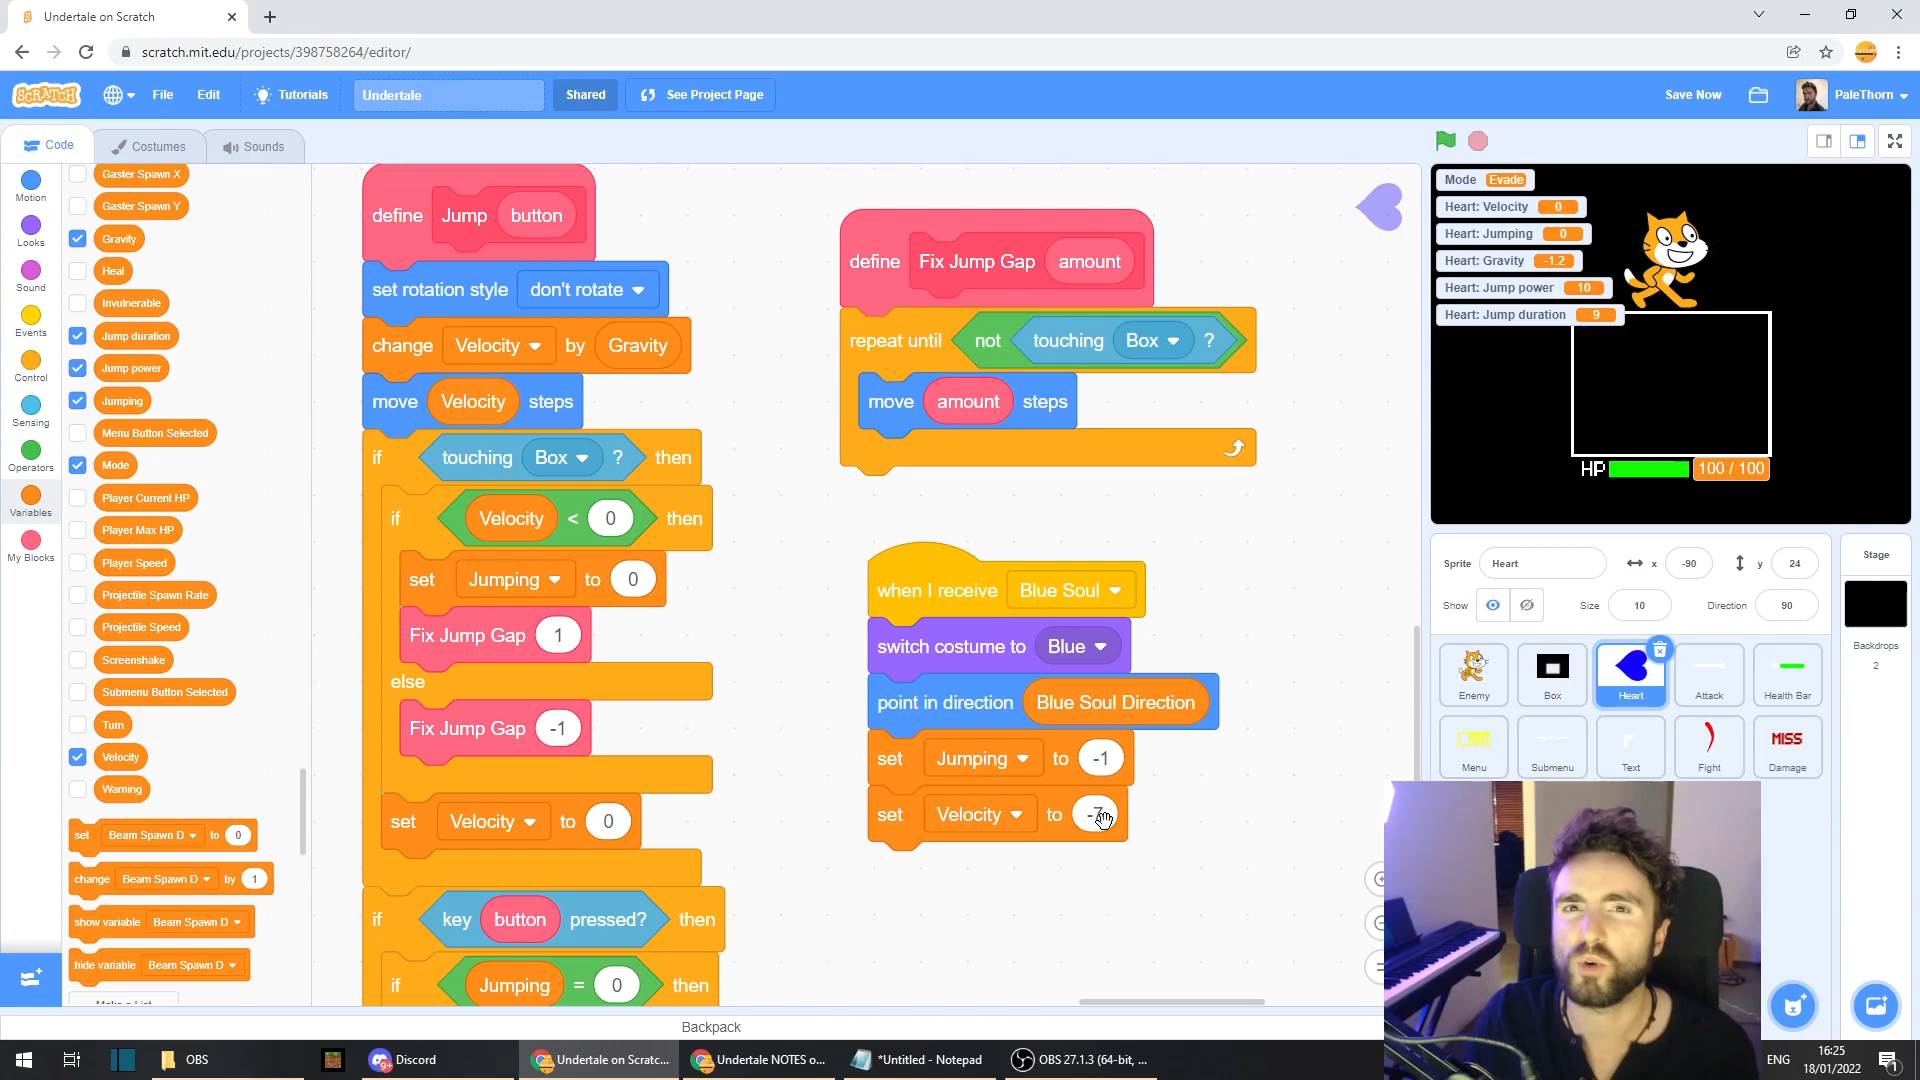 Undertale on Scratch
scratch.mit.edu/projects/398758264/editor/
SCRATCH
File
Edit
Tutorials
Undertale
Shared
See Project Page
Save Now
PaleThorn
Code
Costumes
Sounds
Motion
Looks
Sound
Events
Control
Sensing
Operators
Variables
My Blocks
Gaster Spawn X
Gaster Spawn Y
Gravity
Heal
Invulnerable
Jump duration
Jump power
Jumping
Menu Button Selected
Mode
Player Current HP
Player Max HP
Player Speed
Projectile Spawn Rate
Projectile Speed
Screenshake
Submenu Button Selected
Turn
Velocity
Warning
set Beam Spawn D to 0
change Beam Spawn D by 1
show variable Beam Spawn D
hide variable Beam Spawn D
define Jump button
set rotation style don't rotate
change Velocity by Gravity
move Velocity steps
if touching Box ? then
if Velocity < 0 then
set Jumping to 0
Fix Jump Gap 1
else
Fix Jump Gap -1
set Velocity to 0
if key button pressed? then
if Jumping = 0 then
define Fix Jump Gap amount
repeat until not touching Box ?
move amount steps
when I receive Blue Soul
switch costume to Blue
point in direction Blue Soul Direction
set Jumping to -1
set Velocity to -7
Mode Evade
Heart: Velocity 0
Heart: Jumping 0
Heart: Gravity -1.2
Heart: Jump power 10
Heart: Jump duration 9
HP 100 / 100
Sprite Heart x -90 y 24
Show Size 10 Direction 90
Enemy
Box
Heart
Attack
Health Bar
Menu
Submenu
Text
Fight
MISS
Damage
Stage
Backdrops
2
Backpack
OBS
9+
Discord
Undertale on Scratc...
Undertale NOTES o...
*Untitled - Notepad
OBS 27.1.3 (64-bit, ...
ENG
16:25
18/01/2022
1